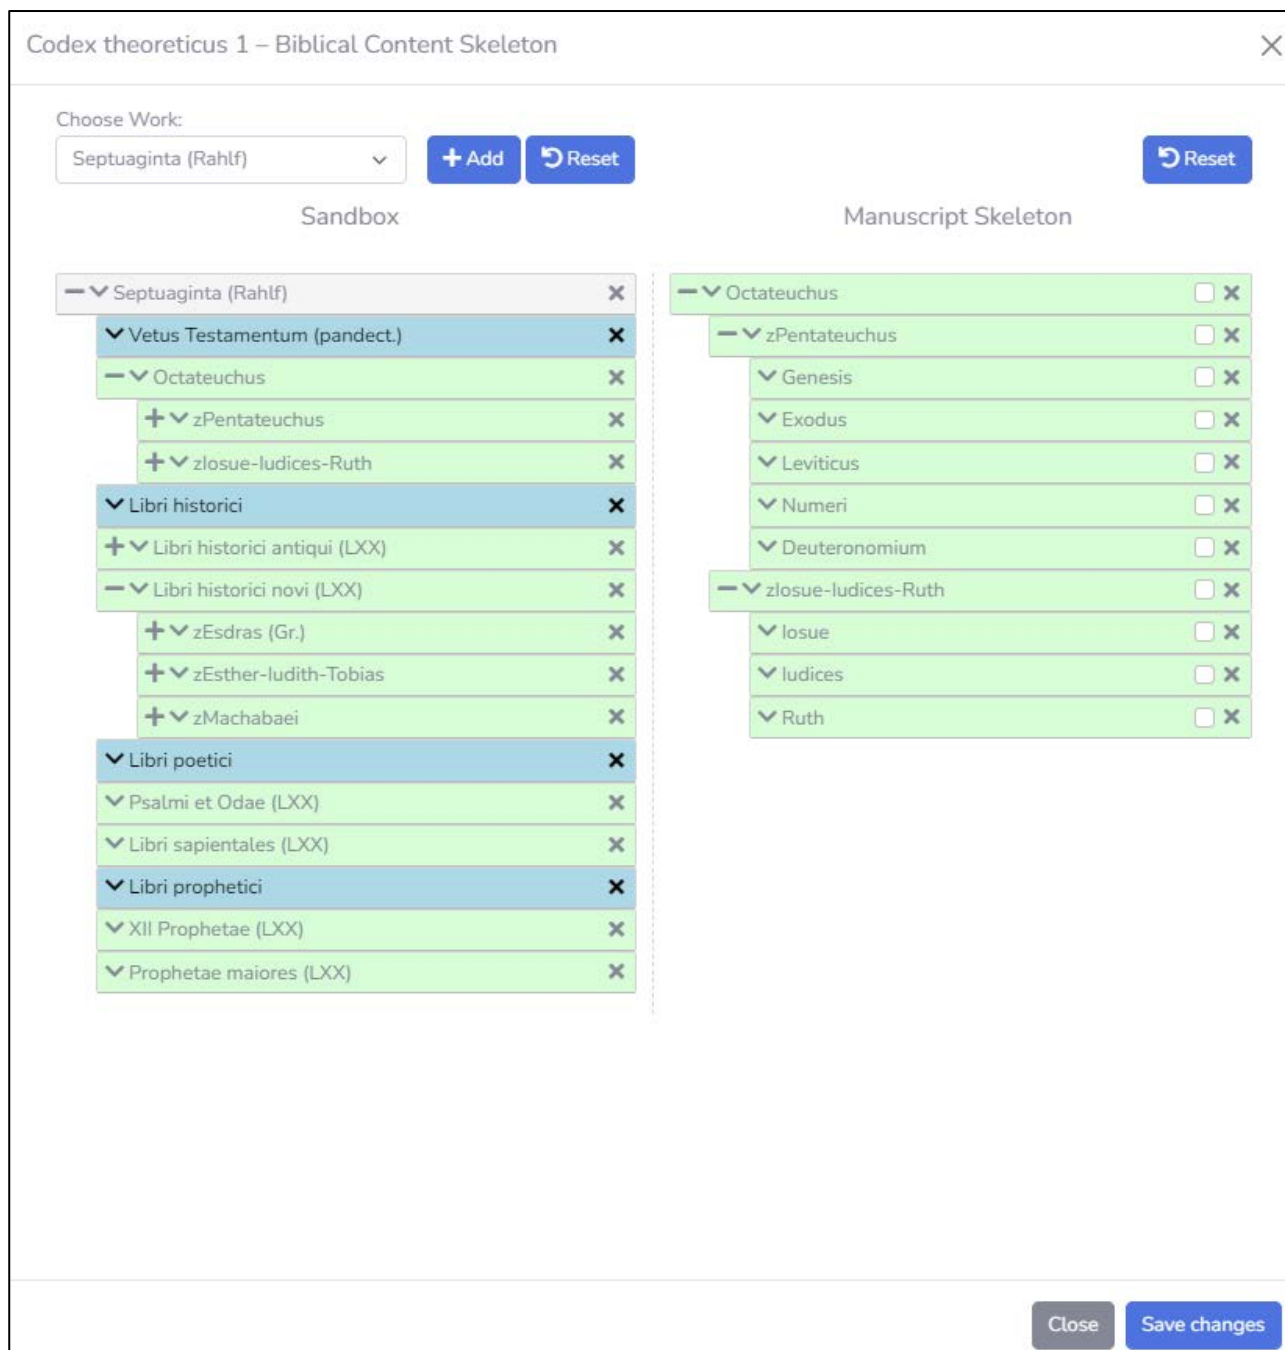 Codex theoreticus 1 – Biblical Content Skeleton
Choose Work:
Septuaginta (Rahlf)
Add
Reset
Reset
Sandbox
Manuscript Skeleton
Septuaginta (Rahlf)
Vetus Testamentum (pandect.)
Octateuchus
zPentateuchus
zIosue-Iudices-Ruth
Libri historici
Libri historici antiqui (LXX)
Libri historici novi (LXX)
zEsdras (Gr.)
zEsther-Iudith-Tobias
zMachabaei
Libri poetici
Psalmi et Odae (LXX)
Libri sapientales (LXX)
Libri prophetici
XII Prophetae (LXX)
Prophetae maiores (LXX)
Octateuchus
zPentateuchus
Genesis
Exodus
Leviticus
Numeri
Deuteronomium
zIosue-Iudices-Ruth
Iosue
Iudices
Ruth
Close
Save changes